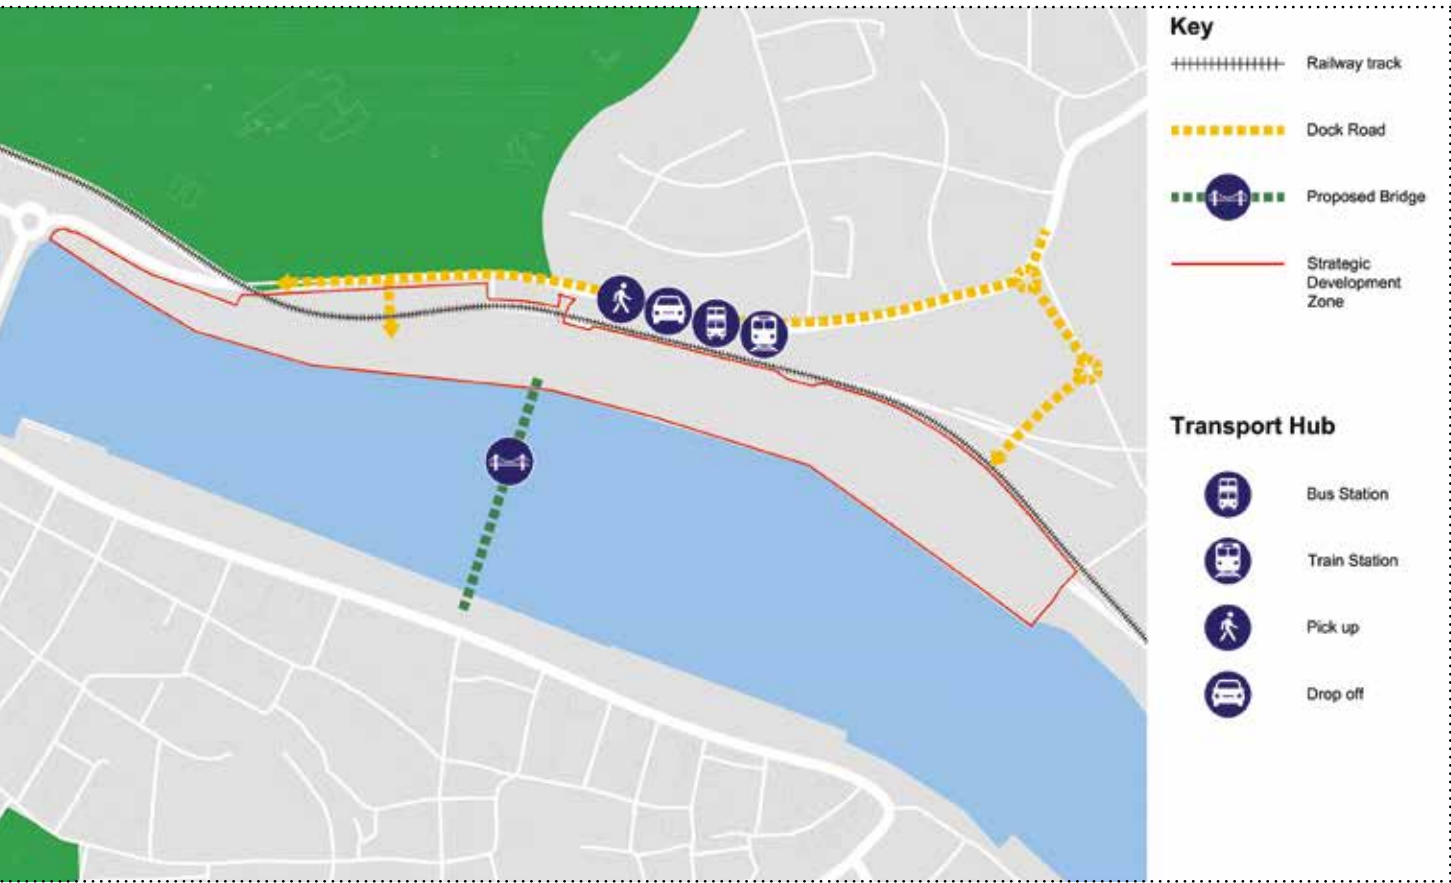 Key
Railway track
Dock Road
Proposed Bridge
Strategic
Development
Zone
Transport Hub
Bus Station
Train Station
Pick up
Drop off